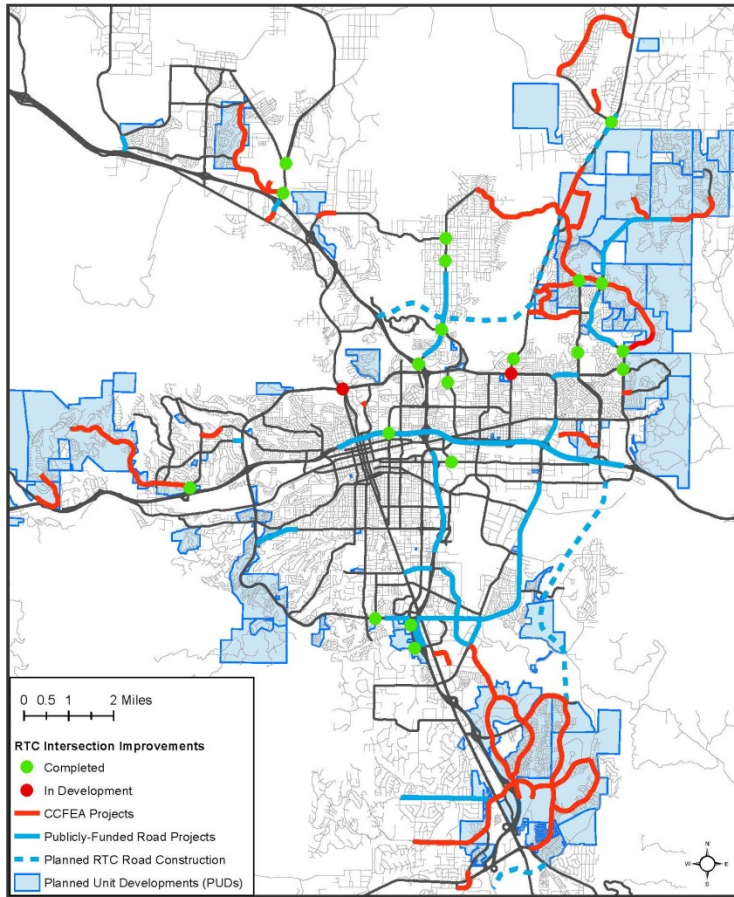 N
W E
S
0 0.5 1 2 Miles
RTC Intersection Improvements
Completed
In Development
CCFEA Projects
Publicly-Funded Road Projects
Planned RTC Road Construction
Planned Unit Developments (PUDs)